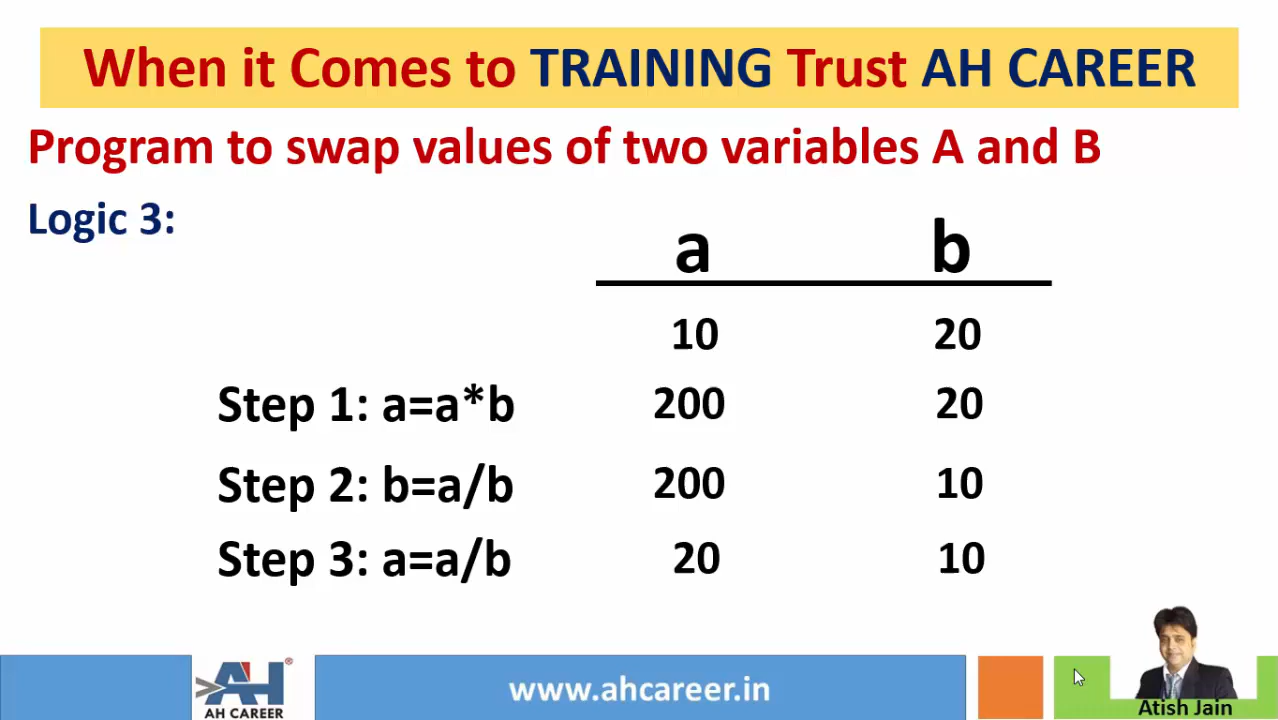 When it Comes to TRAINING Trust AH CAREER
Program to swap values of two variables A and B
Logic 3:
a b
10 20
Step 1: a=a*b 200 20
Step 2: b=a/b 200 10
Step 3: a=a/b 20 10
AH ®
AH CAREER
www.ahcareer.in
Atish Jain